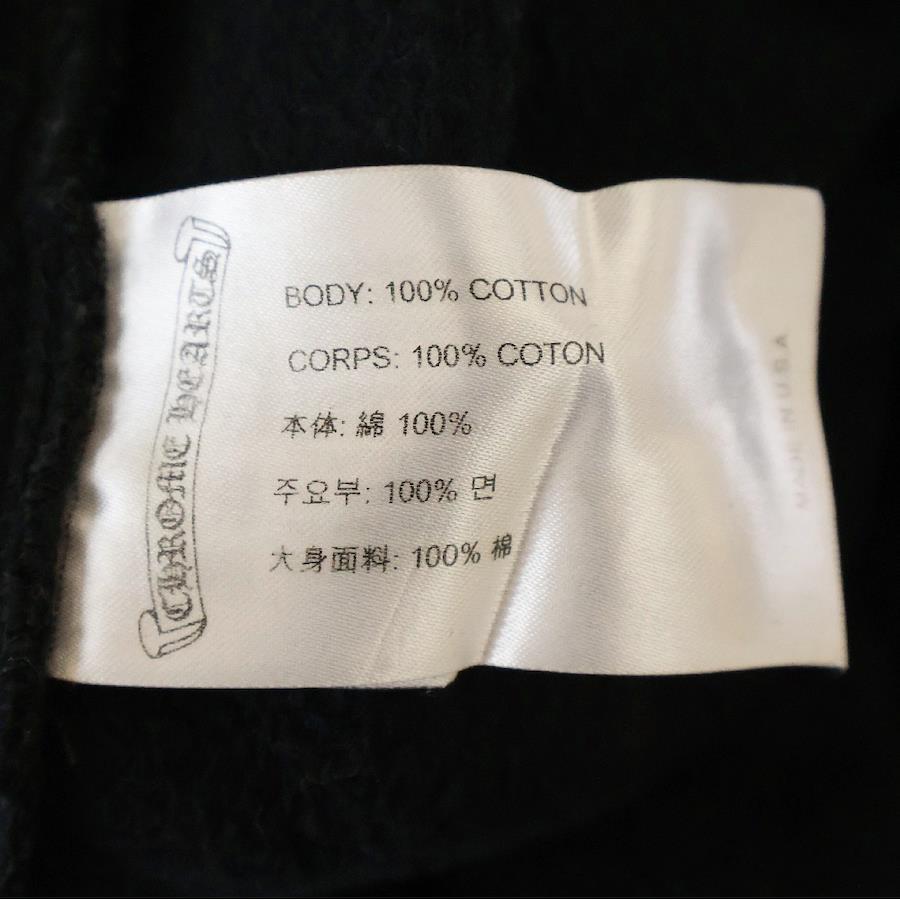 CHROME HEARTS
BODY: 100% COTTON
CORPS: 100% COTON
本体: 綿 100%
주요부: 100% 면
大身面料: 100% 棉
MADE IN U.S.A